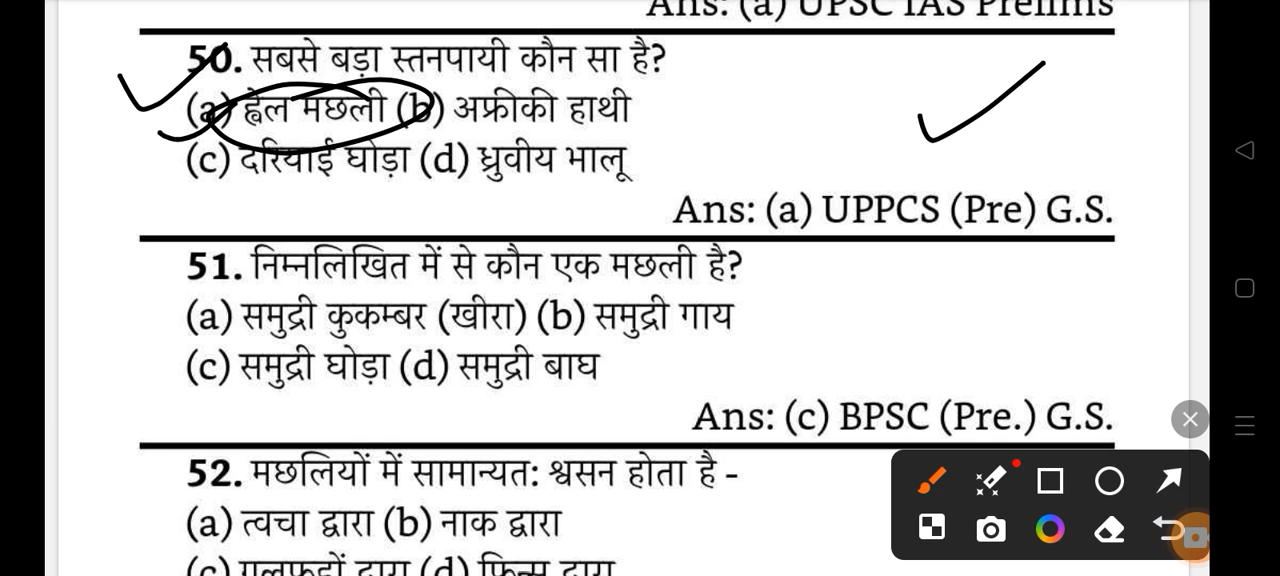 Ans: (a) UPSC IAS Prelims
50. सबसे बड़ा स्तनपायी कौन सा है?
(a) ह्वेल मछली (b) अफ्रीकी हाथी
(c) दरियाई घोड़ा (d) ध्रुवीय भालू
Ans: (a) UPPCS (Pre) G.S.
51. निम्नलिखित में से कौन एक मछली है?
(a) समुद्री कुकम्बर (खीरा) (b) समुद्री गाय
(c) समुद्री घोड़ा (d) समुद्री बाघ
Ans: (c) BPSC (Pre.) G.S.
52. मछलियों में सामान्यत: श्वसन होता है -
(a) त्वचा द्वारा (b) नाक द्वारा
(c) गलफड़ों द्वारा (d) फिन्स द्वारा